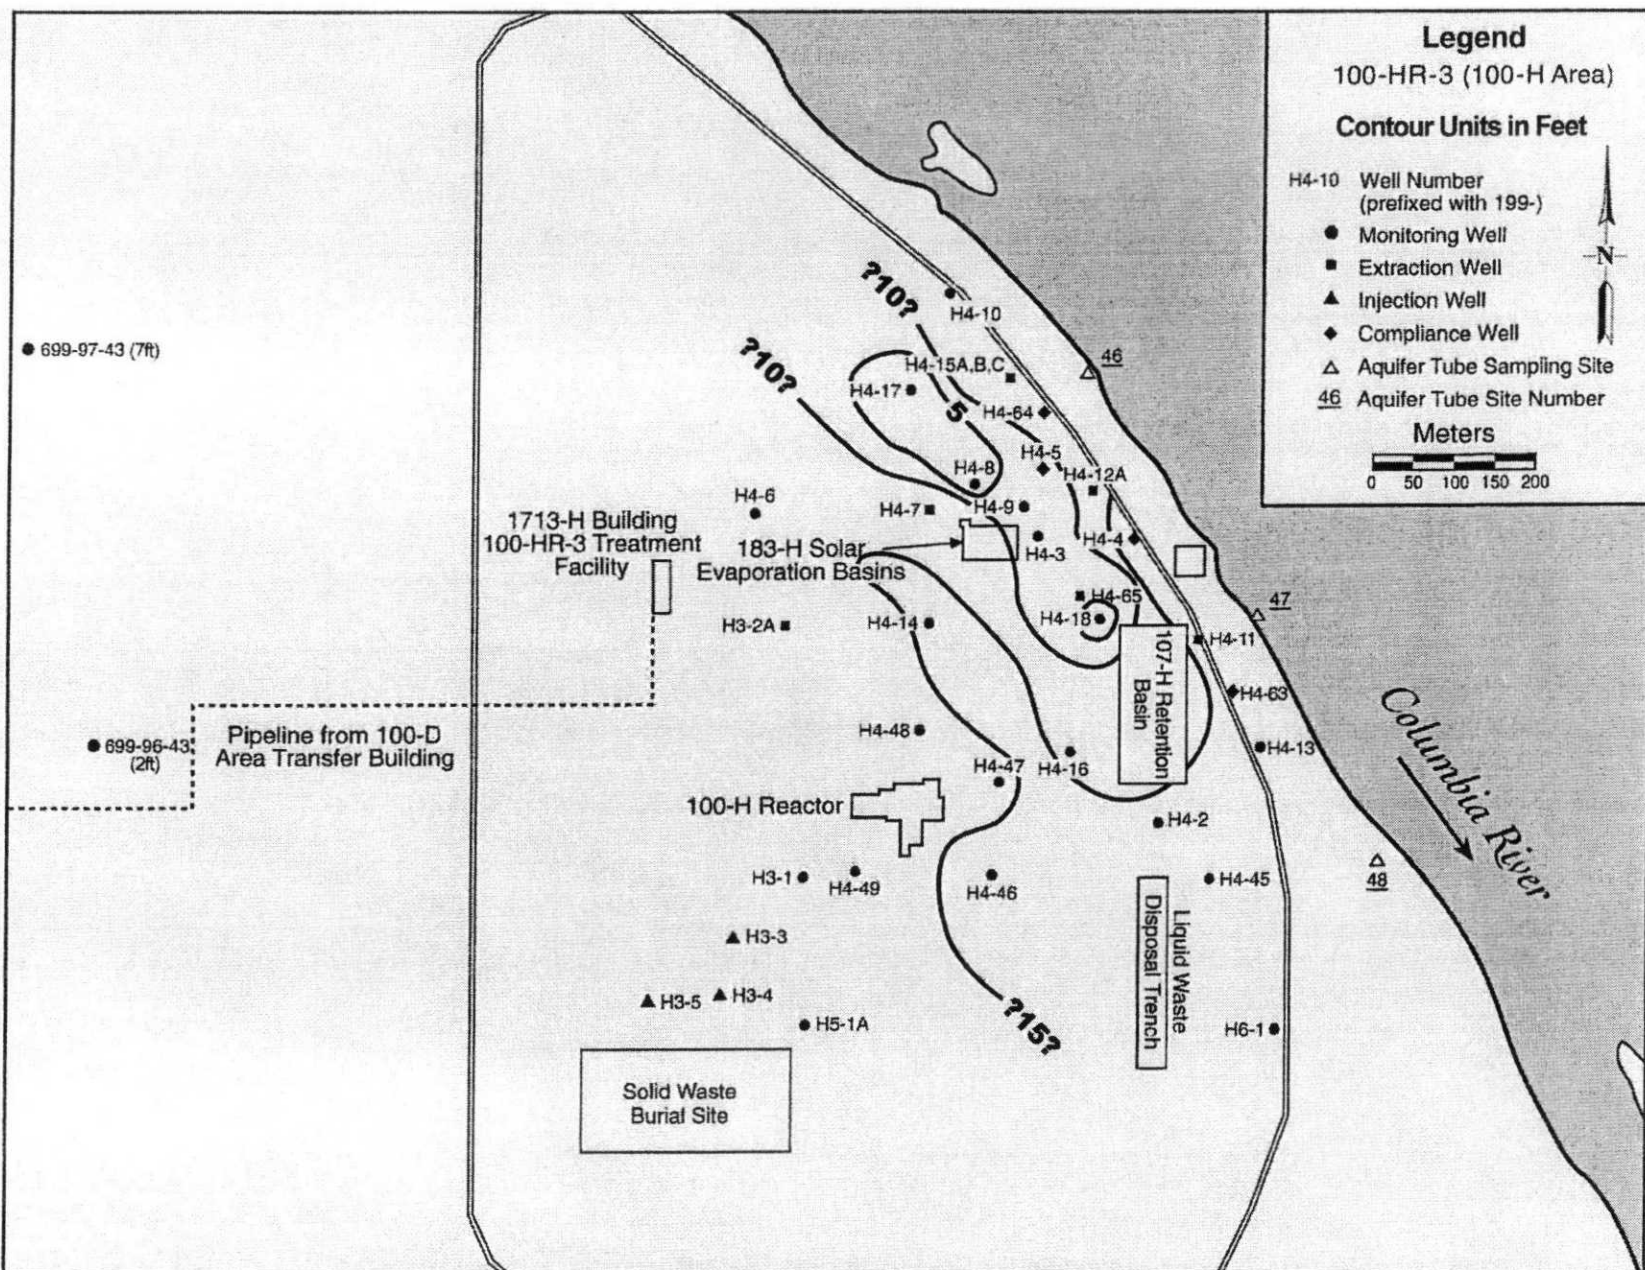 Legend
100-HR-3 (100-H Area)
Contour Units in Feet
H4-10 Well Number
(prefixed with 199-)
Monitoring Well
Extraction Well
Injection Well
Compliance Well
Aquifer Tube Sampling Site
46 Aquifer Tube Site Number
N
Meters
0 50 100 150 200
?10?
H4-10
699-97-43 (7ft)
?10?
H4-15A,B,C
46
H4-17
5
H4-64
H4-5
H4-8
H4-12A
H4-6
H4-7
H4-9
1713-H Building
100-HR-3 Treatment
Facility
183-H Solar
Evaporation Basins
H4-3
H4-4
H4-65
47
H3-2A
H4-14
H4-18
H4-11
107-H Retention
Basin
H4-63
Columbia River
699-96-43
(2ft)
Pipeline from 100-D
Area Transfer Building
H4-48
H4-13
H4-47
H4-16
100-H Reactor
H4-2
H3-1
H4-49
H4-46
H4-45
48
Liquid Waste
Disposal Trench
H3-3
H3-5
H3-4
?15?
H5-1A
H6-1
Solid Waste
Burial Site